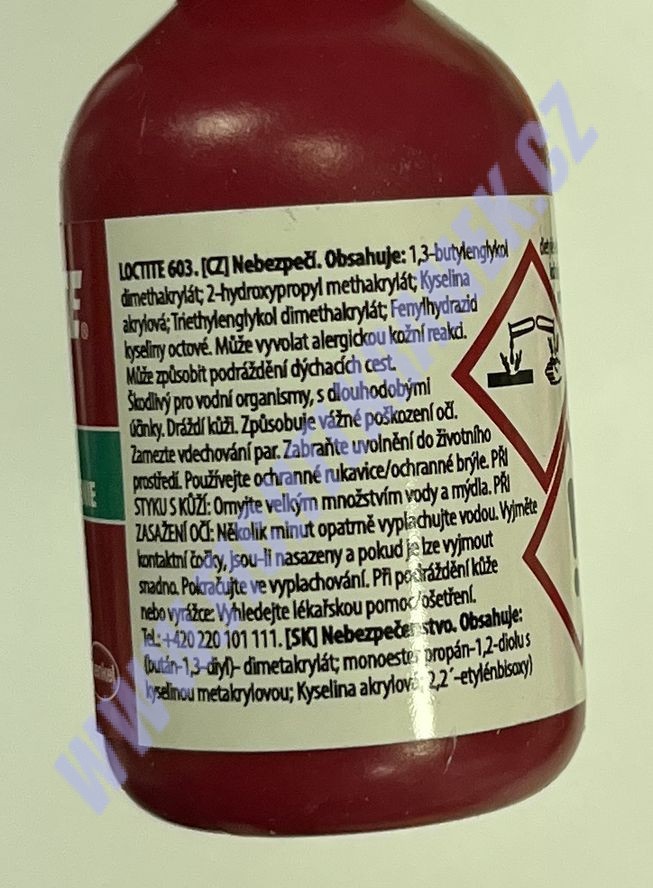 LOCTITE 603. [CZ] Nebezpečí. Obsahuje: 1,3-butylenglykol
dimethakrylát; 2-hydroxypropyl methakrylát; Kyselina
akrylová; Triethylenglykol dimethakrylát; Fenylhydrazid
kyseliny octové. Může vyvolat alergickou kožní reakci.
Může způsobit podráždění dýchacích cest.
Škodlivý pro vodní organismy, s dlouhodobými
účinky. Dráždí kůži. Způsobuje vážné poškození očí.
Zamezte vdechování par. Zabraňte uvolnění do životního
prostředí. Používejte ochranné rukavice/ochranné brýle. PŘI
STYKU S KŮŽÍ: Omyjte velkým množstvím vody a mýdla. PŘI
ZASAŽENÍ OČÍ: Několik minut opatrně vyplachujte vodou. Vyjměte
kontaktní čočky, jsou-li nasazeny a pokud je lze vyjmout
snadno. Pokračujte ve vyplachování. Při podráždění kůže
nebo vyrážce: Vyhledejte lékařskou pomoc/ošetření.
Tel.: +420 220 101 111. [SK] Nebezpečenstvo. Obsahuje:
(bután-1,3-diyl)- dimetakrylát; monoester propán-1,2-diolu s
kyselinou metakrylovou; Kyselina akrylová; 2,2´-etylénbisoxy)